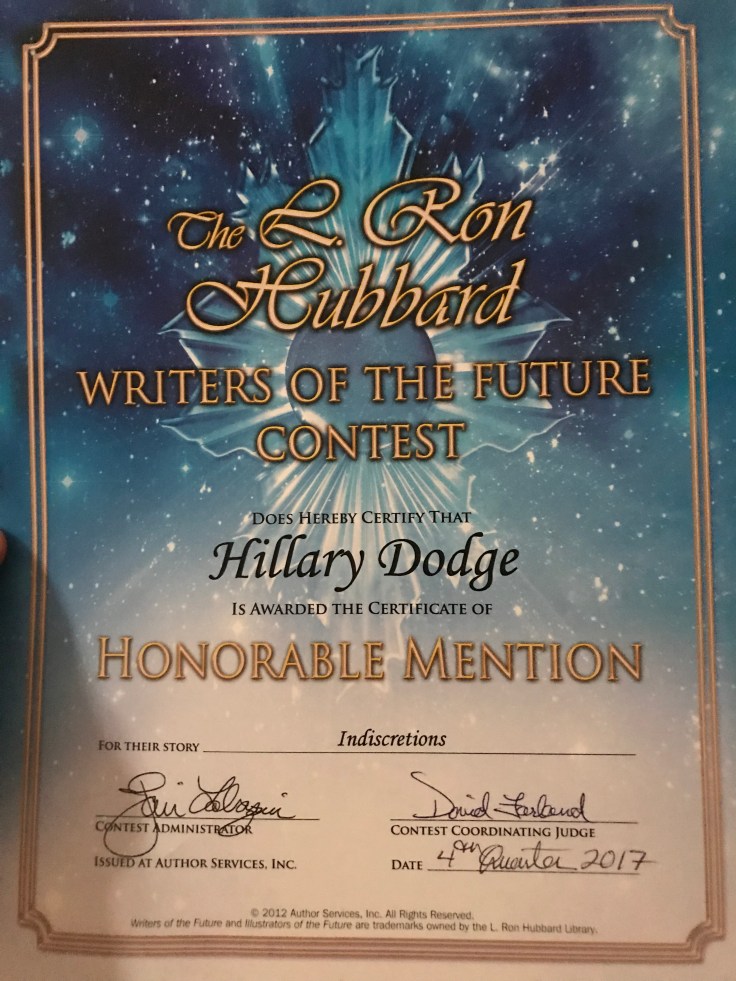 The L. Ron
Hubbard
WRITERS OF THE FUTURE
CONTEST
DOES HEREBY CERTIFY THAT
Hillary Dodge
IS AWARDED THE CERTIFICATE OF
HONORABLE MENTION
FOR THEIR STORY Indiscretions
David Farland
CONTEST ADMINISTRATOR CONTEST COORDINATING JUDGE
ISSUED AT AUTHOR SERVICES, INC. DATE 4th Quarter 2017
© 2012 Author Services, Inc. All Rights Reserved.
Writers of the Future and Illustrators of the Future are trademarks owned by the L. Ron Hubbard Library.